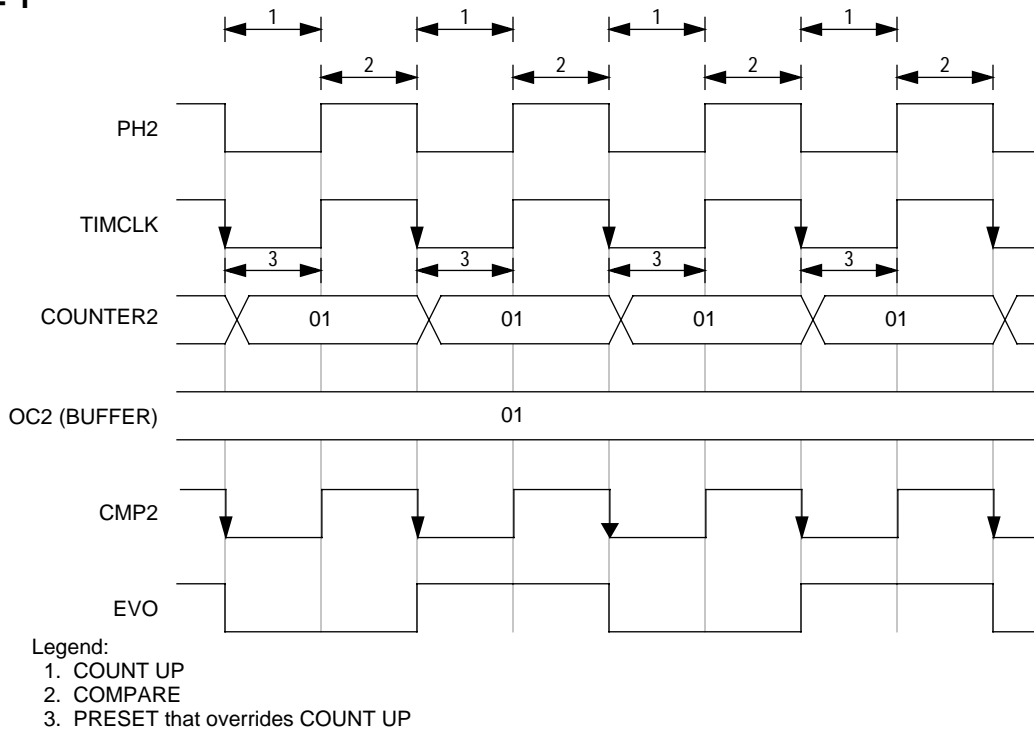 1 1 1 1
2 2 2 2
PH2
TIMCLK
3 3 3 3
COUNTER2 01 01 01 01
OC2 (BUFFER) 01
CMP2
EVO
Legend:
1. COUNT UP
2. COMPARE
3. PRESET that overrides COUNT UP